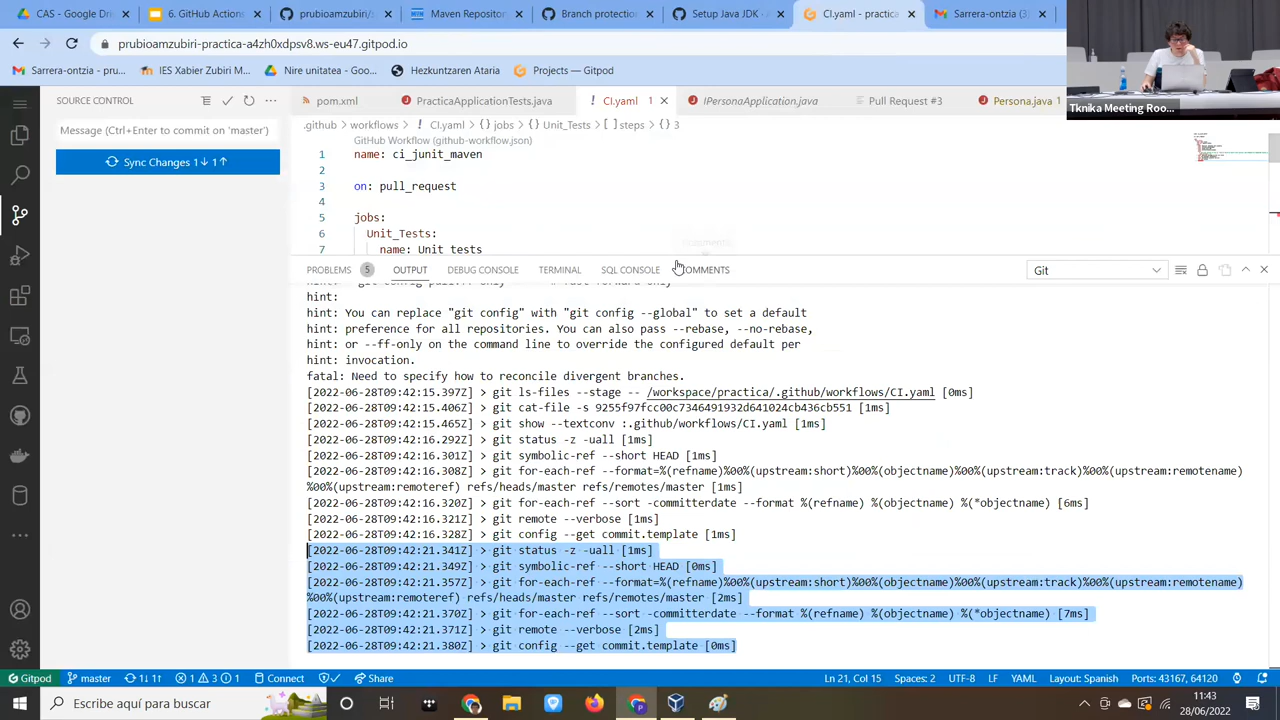 CAS - C
GitHub
Maven Repository
Branch protectio
Setup Java JDK
CI.yaml - practica
Sarrera-ontzia (3
prubioamzubiri-practica-a4zh0xdpsv8.ws-eu47.gitpod.io
Sarrera-ontzia - pru...
IES Xabier Zubiri M...
Nire unitatea - Goo...
Hezkuntzaren Ataria
Projects — Gitpod
Tknika Meeting Roo...
SOURCE CONTROL
pom.xml
PracticaApplicationTests.java
CI.yaml
IPersonaApplication.java
Pull Request #3
Persona.java 1
Message (Ctrl+Enter to commit on 'master')
Sync Changes 1↓ 1↑
.github > workflows > ! CI.yaml > {} jobs > {} Unit_Tests > [ ] steps > {} 3
GitHub Workflow (github-workflow.json)
1 name: ci_junit_maven
2
3 on: pull_request
4
5 jobs:
6 Unit_Tests:
7 name: Unit tests
PROBLEMS 5 OUTPUT DEBUG CONSOLE TERMINAL SQL CONSOLE COMMENTS
Git
hint:
hint: You can replace "git config" with "git config --global" to set a default
hint: preference for all repositories. You can also pass --rebase, --no-rebase,
hint: or --ff-only on the command line to override the configured default per
hint: invocation.
fatal: Need to specify how to reconcile divergent branches.
[2022-06-28T09:42:15.397Z] > git ls-files --stage -- /workspace/practica/.github/workflows/CI.yaml [0ms]
[2022-06-28T09:42:15.406Z] > git cat-file -s 9255f97fcc00c7346491932d641024cb436cb551 [1ms]
[2022-06-28T09:42:15.465Z] > git show --textconv :.github/workflows/CI.yaml [1ms]
[2022-06-28T09:42:16.292Z] > git status -z -uall [1ms]
[2022-06-28T09:42:16.301Z] > git symbolic-ref --short HEAD [1ms]
[2022-06-28T09:42:16.308Z] > git for-each-ref --format=%(refname)%00%(upstream:short)%00%(objectname)%00%(upstream:track)%00%(upstream:remotename)
%00%(upstream:remoteref) refs/heads/master refs/remotes/master [1ms]
[2022-06-28T09:42:16.320Z] > git for-each-ref --sort -committerdate --format %(refname) %(objectname) %(*objectname) [6ms]
[2022-06-28T09:42:16.321Z] > git remote --verbose [1ms]
[2022-06-28T09:42:16.328Z] > git config --get commit.template [1ms]
[2022-06-28T09:42:21.341Z] > git status -z -uall [1ms]
[2022-06-28T09:42:21.349Z] > git symbolic-ref --short HEAD [0ms]
[2022-06-28T09:42:21.357Z] > git for-each-ref --format=%(refname)%00%(upstream:short)%00%(objectname)%00%(upstream:track)%00%(upstream:remotename)
%00%(upstream:remoteref) refs/heads/master refs/remotes/master [2ms]
[2022-06-28T09:42:21.370Z] > git for-each-ref --sort -committerdate --format %(refname) %(objectname) %(*objectname) [7ms]
[2022-06-28T09:42:21.371Z] > git remote --verbose [2ms]
[2022-06-28T09:42:21.380Z] > git config --get commit.template [0ms]
Gitpod master 1↓ 1↑ 1 3 1 Connect Share
Ln 21, Col 15 Spaces: 2 UTF-8 LF YAML Layout: Spanish Ports: 43167, 64120
Escribe aquí para buscar
11:43
28/06/2022